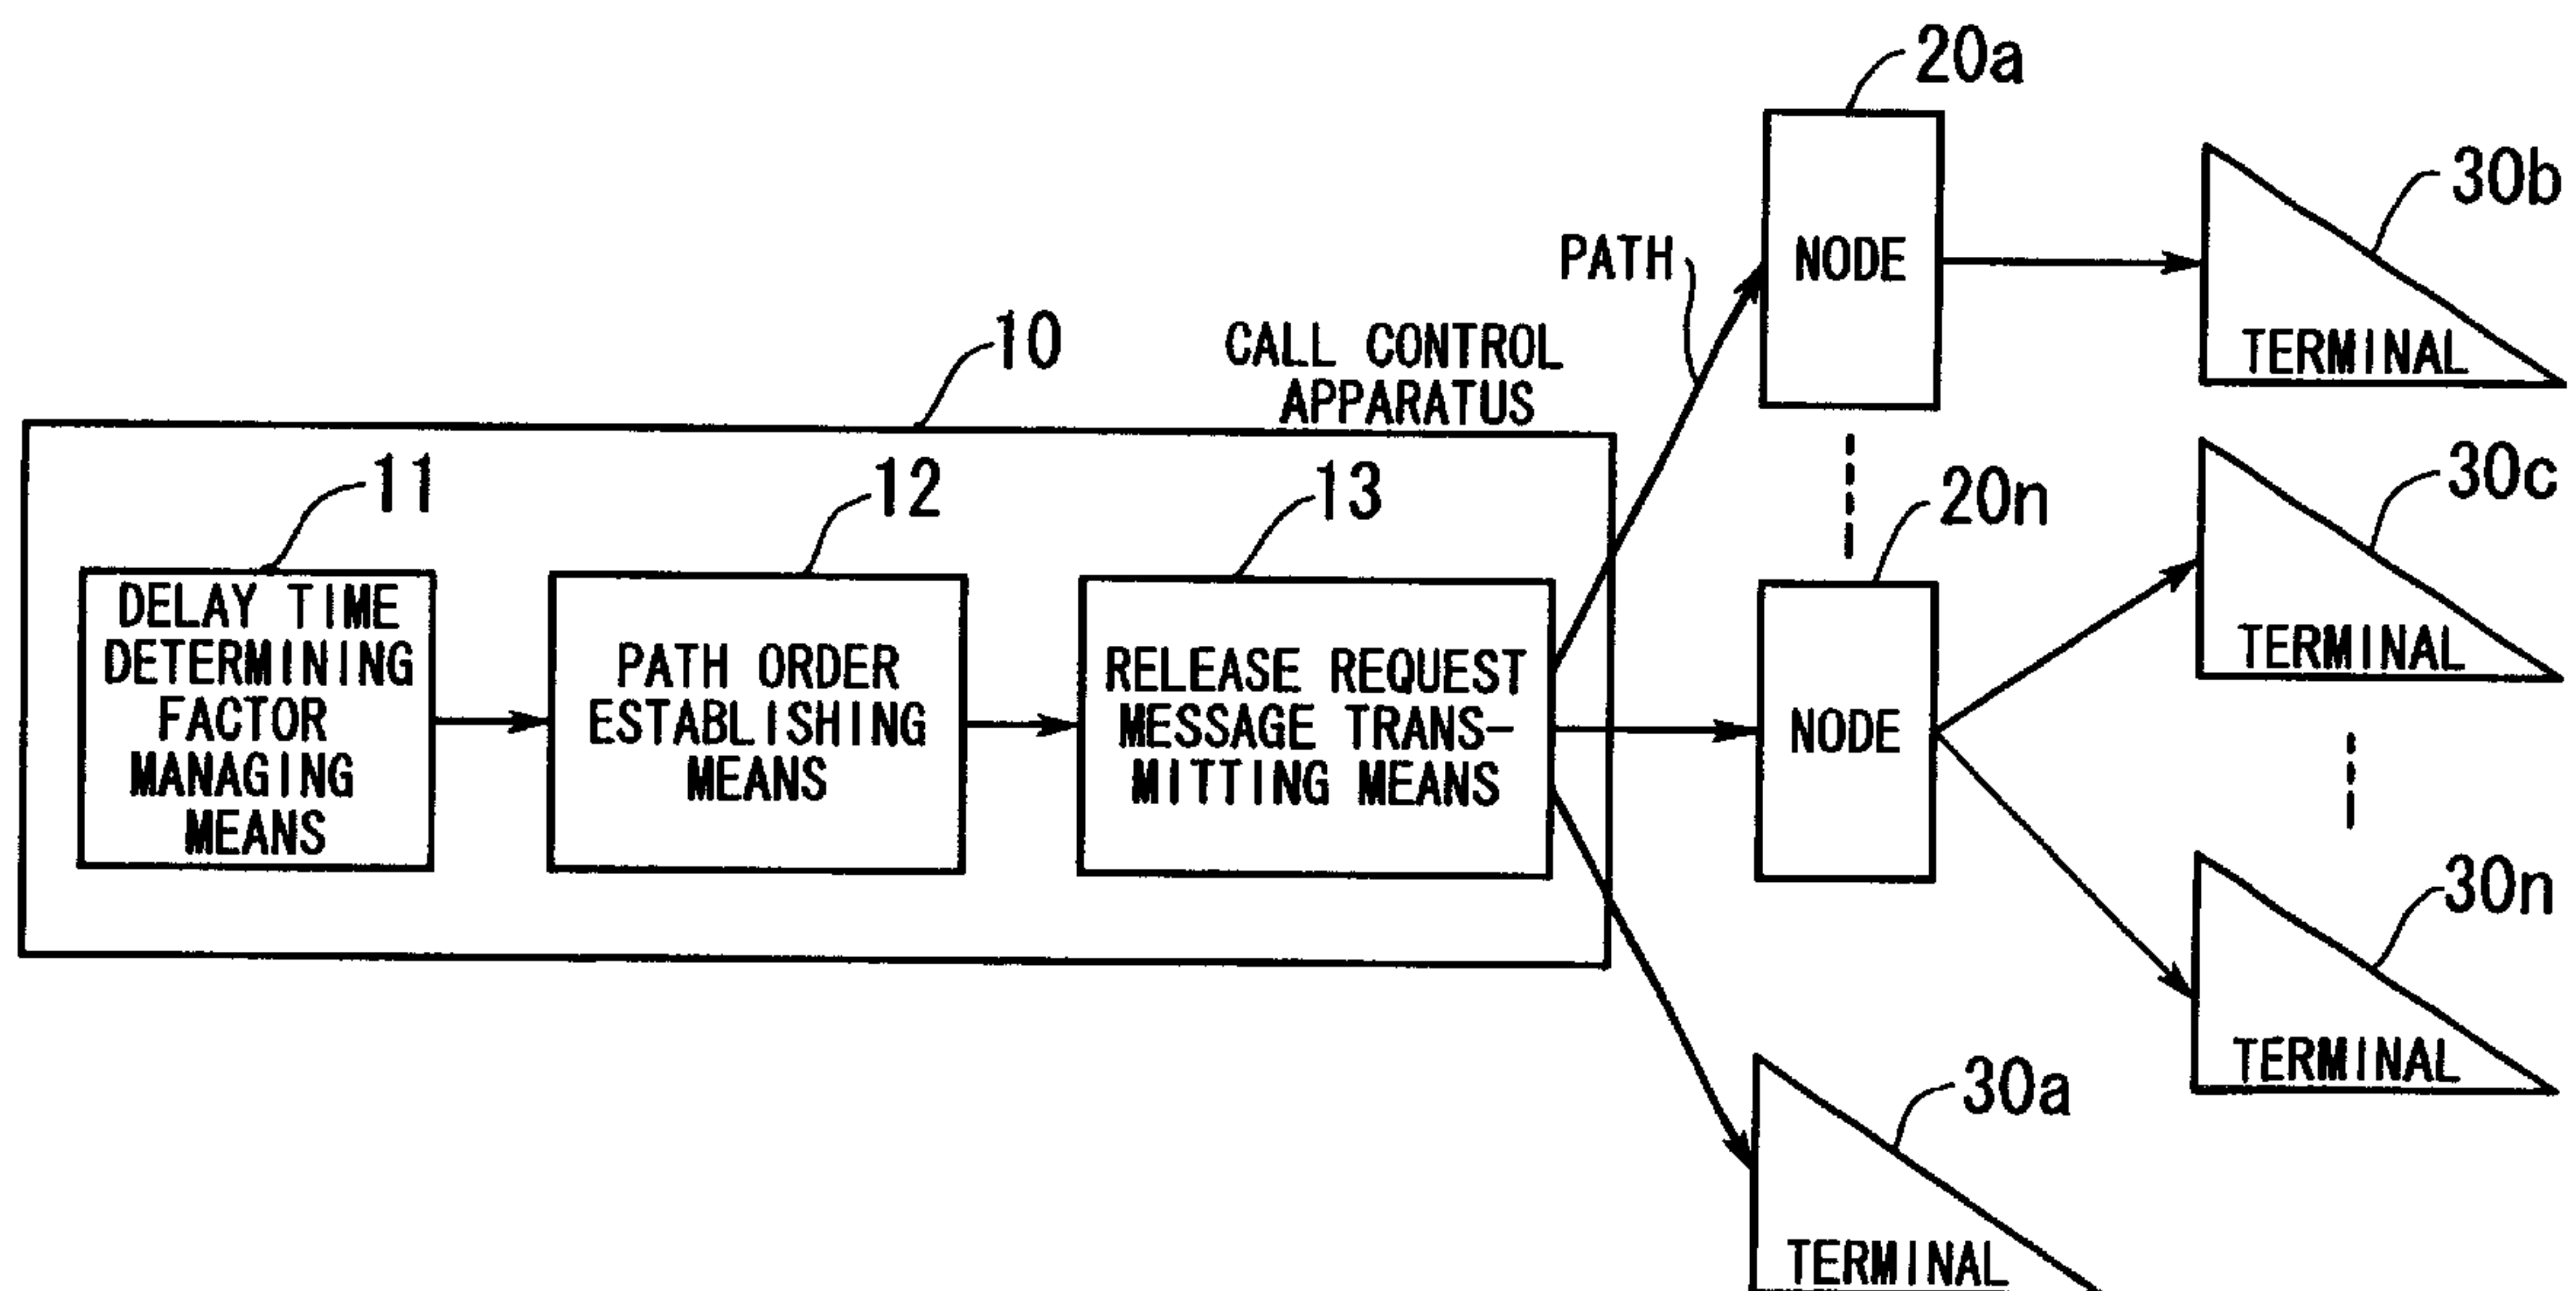 20a
30b
PATH
NODE
TERMINAL
10
CALL CONTROL
APPARATUS
11
12
13
20n
30c
DELAY TIME
DETERMINING
FACTOR
MANAGING
MEANS
PATH ORDER
ESTABLISHING
MEANS
RELEASE REQUEST
MESSAGE TRANS-
MITTING MEANS
NODE
TERMINAL
30n
TERMINAL
30a
TERMINAL